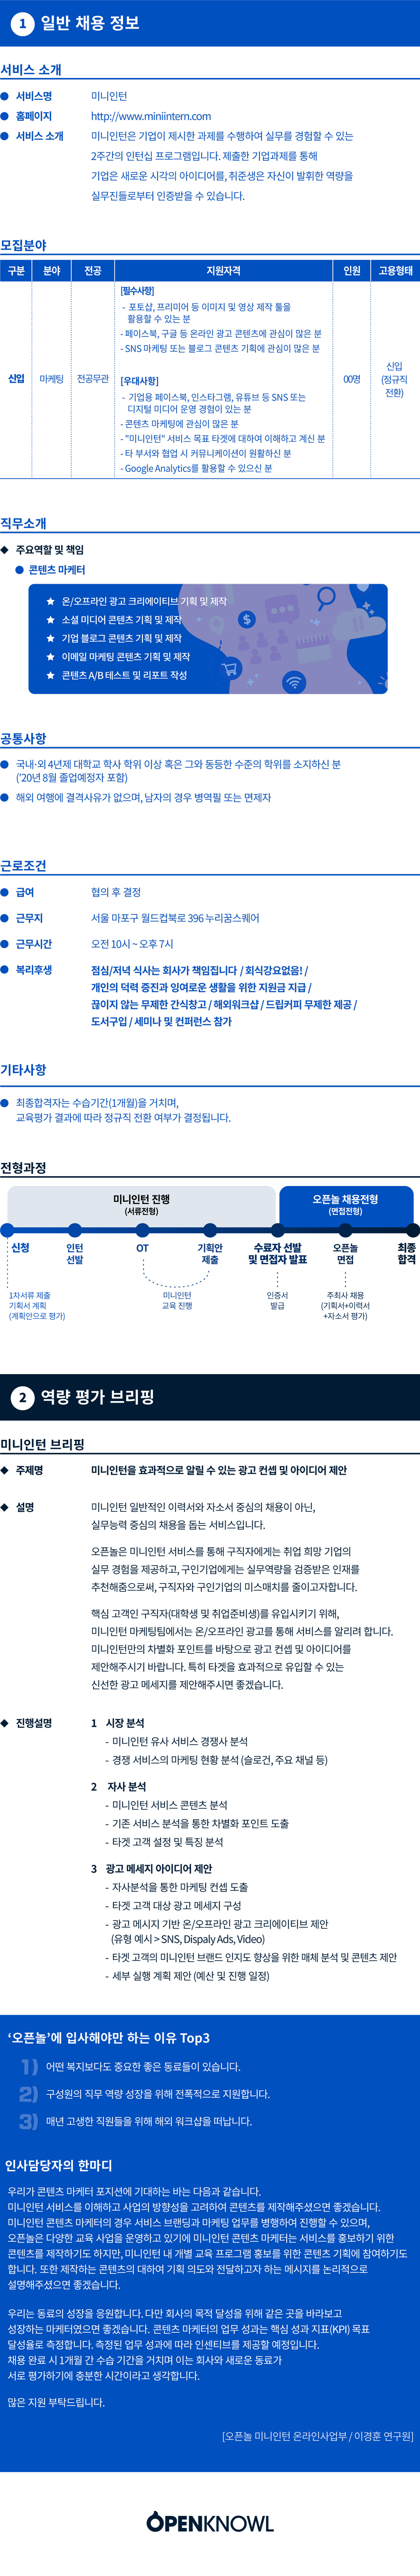 1 일반 채용 정보
서비스 소개
서비스명 미니인턴
홈페이지 http://www.miniintern.com
서비스 소개 미니인턴은 기업이 제시한 과제를 수행하여 실무를 경험할 수 있는
2주간의 인턴십 프로그램입니다. 제출한 기업과제를 통해
기업은 새로운 시각의 아이디어를, 취준생은 자신이 발휘한 역량을
실무진들로부터 인증받을 수 있습니다.
모집분야
구분 분야 전공 지원자격 인원 고용형태
신입 마케팅 전공무관
[필수사항]
- 포토샵, 프리미어 등 이미지 및 영상 제작 툴을
활용할 수 있는 분
- 페이스북, 구글 등 온라인 광고 콘텐츠에 관심이 많은 분
- SNS 마케팅 또는 블로그 콘텐츠 기획에 관심이 많은 분
[우대사항]
- 기업용 페이스북, 인스타그램, 유튜브 등 SNS 또는
디지털 미디어 운영 경험이 있는 분
- 콘텐츠 마케팅에 관심이 많은 분
- "미니인턴" 서비스 목표 타겟에 대하여 이해하고 계신 분
- 타 부서와 협업 시 커뮤니케이션이 원활하신 분
- Google Analytics를 활용할 수 있으신 분
00명
신입
(정규직
전환)
직무소개
주요역할 및 책임
콘텐츠 마케터
온/오프라인 광고 크리에이티브 기획 및 제작
소셜 미디어 콘텐츠 기획 및 제작
기업 블로그 콘텐츠 기획 및 제작
이메일 마케팅 콘텐츠 기획 및 제작
콘텐츠 A/B 테스트 및 리포트 작성
공통사항
국내·외 4년제 대학교 학사 학위 이상 혹은 그와 동등한 수준의 학위를 소지하신 분
('20년 8월 졸업예정자 포함)
해외 여행에 결격사유가 없으며, 남자의 경우 병역필 또는 면제자
근로조건
급여 협의 후 결정
근무지 서울 마포구 월드컵북로 396 누리꿈스퀘어
근무시간 오전 10시 ~ 오후 7시
복리후생 점심/저녁 식사는 회사가 책임집니다 / 회식강요없음! /
개인의 덕력 증진과 잉여로운 생활을 위한 지원금 지급 /
끊이지 않는 무제한 간식창고 / 해외워크샵 / 드립커피 무제한 제공 /
도서구입 / 세미나 및 컨퍼런스 참가
기타사항
최종합격자는 수습기간(1개월)을 거치며,
교육평가 결과에 따라 정규직 전환 여부가 결정됩니다.
전형과정
미니인턴 진행
(서류전형)
오픈놀 채용전형
(면접전형)
신청
인턴
선발
OT
기획안
제출
수료자 선발
및 면접자 발표
오픈놀
면접
최종
합격
1차서류 제출
기획서 계획
(계획안으로 평가)
미니인턴
교육 진행
인증서
발급
주최사 채용
(기획서+이력서
+자소서 평가)
2 역량 평가 브리핑
미니인턴 브리핑
주제명 미니인턴을 효과적으로 알릴 수 있는 광고 컨셉 및 아이디어 제안
설명 미니인턴 일반적인 이력서와 자소서 중심의 채용이 아닌,
실무능력 중심의 채용을 돕는 서비스입니다.
오픈놀은 미니인턴 서비스를 통해 구직자에게는 취업 희망 기업의
실무 경험을 제공하고, 구인기업에게는 실무역량을 검증받은 인재를
추천해줌으로써, 구직자와 구인기업의 미스매치를 줄이고자합니다.
핵심 고객인 구직자(대학생 및 취업준비생)를 유입시키기 위해,
미니인턴 마케팅팀에서는 온/오프라인 광고를 통해 서비스를 알리려 합니다.
미니인턴만의 차별화 포인트를 바탕으로 광고 컨셉 및 아이디어를
제안해주시기 바랍니다. 특히 타겟을 효과적으로 유입할 수 있는
신선한 광고 메세지를 제안해주시면 좋겠습니다.
진행설명 1 시장 분석
- 미니인턴 유사 서비스 경쟁사 분석
- 경쟁 서비스의 마케팅 현황 분석 (슬로건, 주요 채널 등)
2 자사 분석
- 미니인턴 서비스 콘텐츠 분석
- 기존 서비스 분석을 통한 차별화 포인트 도출
- 타겟 고객 설정 및 특징 분석
3 광고 메세지 아이디어 제안
- 자사분석을 통한 마케팅 컨셉 도출
- 타겟 고객 대상 광고 메세지 구성
- 광고 메시지 기반 온/오프라인 광고 크리에이티브 제안
(유형 예시 > SNS, Dispaly Ads, Video)
- 타겟 고객의 미니인턴 브랜드 인지도 향상을 위한 매체 분석 및 콘텐츠 제안
- 세부 실행 계획 제안 (예산 및 진행 일정)
‘오픈놀’에 입사해야만 하는 이유 Top3
1) 어떤 복지보다도 중요한 좋은 동료들이 있습니다.
2) 구성원의 직무 역량 성장을 위해 전폭적으로 지원합니다.
3) 매년 고생한 직원들을 위해 해외 워크샵을 떠납니다.
인사담당자의 한마디
우리가 콘텐츠 마케터 포지션에 기대하는 바는 다음과 같습니다.
미니인턴 서비스를 이해하고 사업의 방향성을 고려하여 콘텐츠를 제작해주셨으면 좋겠습니다.
미니인턴 콘텐츠 마케터의 경우 서비스 브랜딩과 마케팅 업무를 병행하여 진행할 수 있으며,
오픈놀은 다양한 교육 사업을 운영하고 있기에 미니인턴 콘텐츠 마케터는 서비스를 홍보하기 위한
콘텐츠를 제작하기도 하지만, 미니인턴 내 개별 교육 프로그램 홍보를 위한 콘텐츠 기획에 참여하기도
합니다. 또한 제작하는 콘텐츠의 대하여 기획 의도와 전달하고자 하는 메시지를 논리적으로
설명해주셨으면 좋겠습니다.
우리는 동료의 성장을 응원합니다. 다만 회사의 목적 달성을 위해 같은 곳을 바라보고
성장하는 마케터였으면 좋겠습니다. 콘텐츠 마케터의 업무 성과는 핵심 성과 지표(KPI) 목표
달성율로 측정합니다. 측정된 업무 성과에 따라 인센티브를 제공할 예정입니다.
채용 완료 시 1개월 간 수습 기간을 거치며 이는 회사와 새로운 동료가
서로 평가하기에 충분한 시간이라고 생각합니다.
많은 지원 부탁드립니다.
[오픈놀 미니인턴 온라인사업부 / 이경훈 연구원]
OPENKNOWL